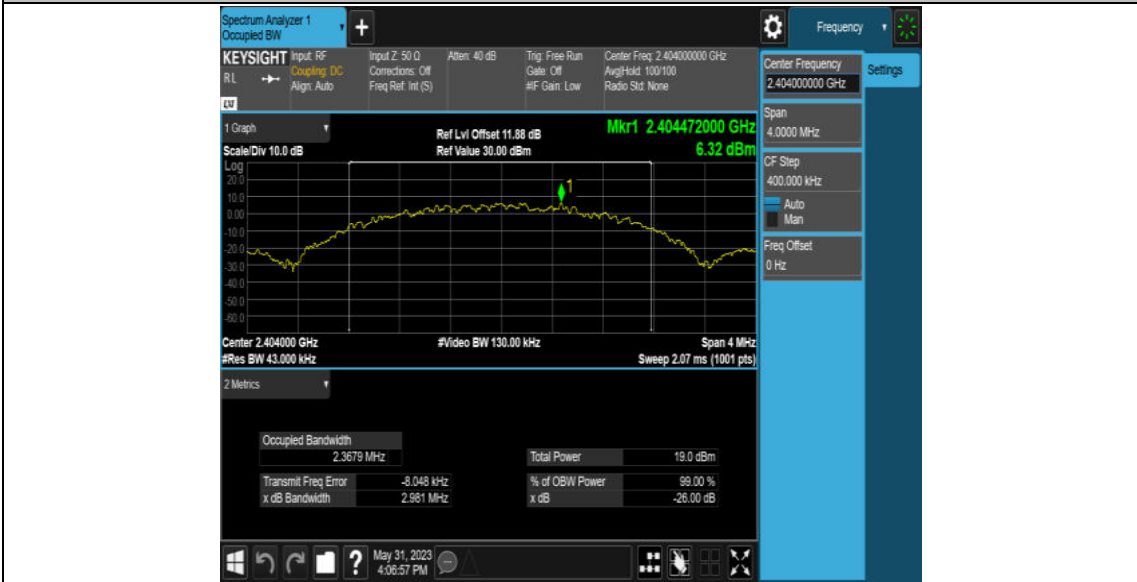 Spectrum Analyzer 1
Occupied BW
+
Frequency
KEYSIGHT Input: RF Input Z: 50 Ω Atten: 40 dB Trig: Free Run Center Freq: 2.404000000 GHz
RL Coupling: DC Corrections: Off Gate: Off Avg|Hold: 100/100
Align: Auto Freq Ref: Int (S) #IF Gain: Low Radio Std: None
LXI
Center Frequency
2.404000000 GHz
Settings
Span
4.0000 MHz
CF Step
400.000 kHz
Auto
Man
Freq Offset
0 Hz
1 Graph
Ref Lvl Offset 11.88 dB
Mkr1 2.404472000 GHz
Scale/Div 10.0 dB
Ref Value 30.00 dBm
6.32 dBm
Log
20.0
10.0
0.00
-10.0
-20.0
-30.0
-40.0
-50.0
-60.0
1
Center 2.404000 GHz #Video BW 130.00 kHz Span 4 MHz
#Res BW 43.000 kHz Sweep 2.07 ms (1001 pts)
2 Metrics
Occupied Bandwidth
2.3679 MHz
Total Power 19.0 dBm
Transmit Freq Error -8.048 kHz % of OBW Power 99.00 %
x dB Bandwidth 2.981 MHz x dB -26.00 dB
?
May 31, 2023
4:06:57 PM